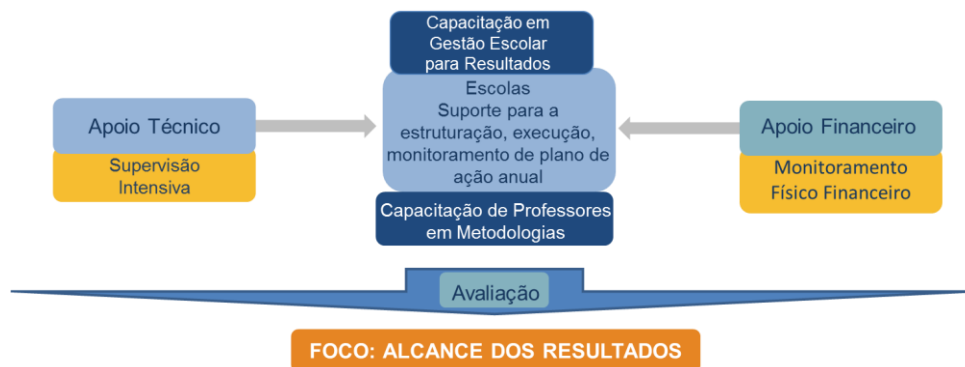 Capacitação em
Gestão Escolar
para Resultados
Escolas
Suporte para a
estruturação, execução,
monitoramento de plano de
ação anual
Capacitação de Professores
em Metodologias
Apoio Técnico
Supervisão
Intensiva
Apoio Financeiro
Monitoramento
Físico Financeiro
Avaliação
FOCO: ALCANCE DOS RESULTADOS